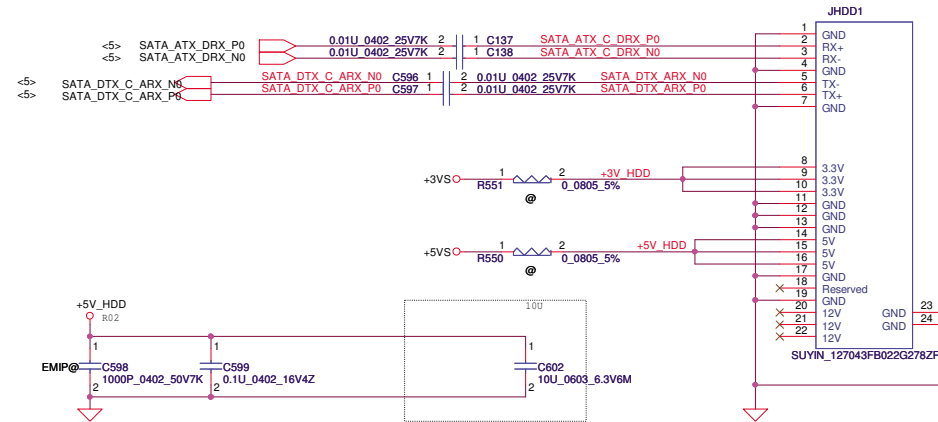 JHDD1
<5> SATA_ATX_DRX_P0 0.01U_0402_25V7K 2 1 C137 SATA_ATX_C_DRX_P0
<5> SATA_ATX_DRX_N0 0.01U_0402_25V7K 2 1 C138 SATA_ATX_C_DRX_N0
<5> SATA_DTX_C_ARX_N0 SATA_DTX_C_ARX_N0 C596 1 2 0.01U_0402_25V7K SATA_DTX_ARX_N0
<5> SATA_DTX_C_ARX_P0 SATA_DTX_C_ARX_P0 C597 1 2 0.01U_0402_25V7K SATA_DTX_ARX_P0
1 GND
2 RX+
3 RX-
4 GND
5 TX-
6 TX+
7 GND
+3VS 1 2 +3V_HDD
R551 0_0805_5%
@
8 3.3V
9 3.3V
10 3.3V
11 GND
12 GND
13 GND
14 5V
15 5V
16 5V
17 GND
18 Reserved
19 GND
20 12V
21 12V
22 12V
+5VS 1 2 +5V_HDD
R550 0_0805_5%
@
GND 23
GND 24
SUYIN_127043FB022G278ZR
+5V_HDD
R02
10U
EMIP@ 1 C598 2 1000P_0402_50V7K
1 C599 2 0.1U_0402_16V4Z
1 C602 2 10U_0603_6.3V6M